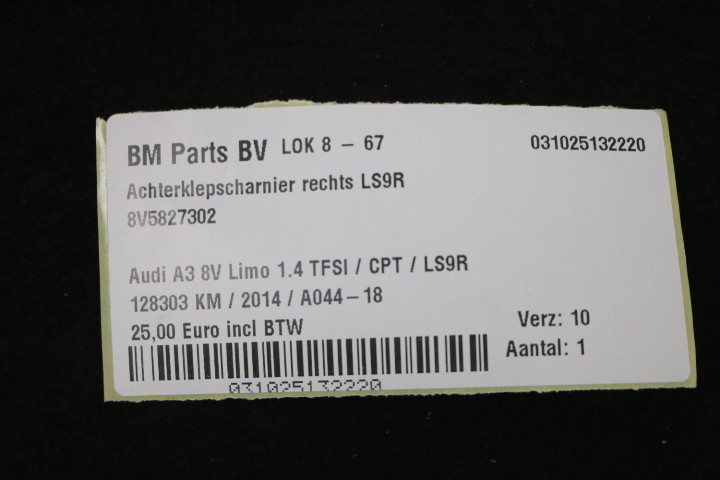 BM Parts BV LOK 8 - 67 031025132220
Achterklepscharnier rechts LS9R
8V5827302
Audi A3 8V Limo 1.4 TFSI / CPT / LS9R
128303 KM / 2014 / A044-18
25,00 Euro incl BTW
Verz: 10
Aantal: 1
031025132220